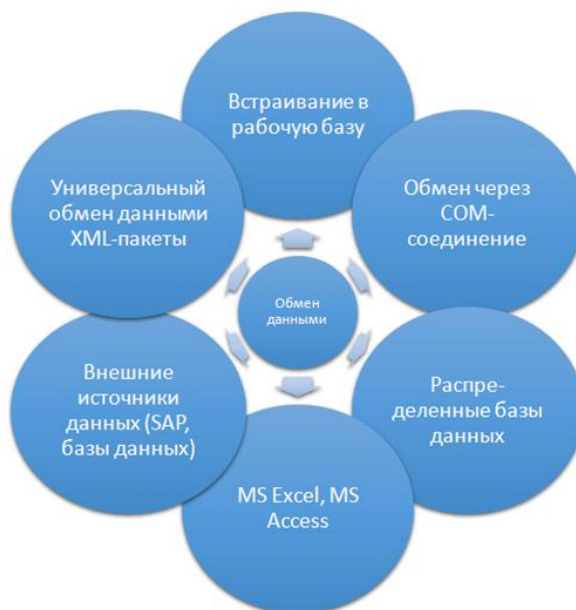 Встраивание в
рабочую базу
Обмен через
COM-
соединение
Распре-
деленные базы
данных
MS Excel, MS
Access
Внешние
источники
данных (SAP,
базы данных)
Универсальный
обмен данными
XML-пакеты
Обмен
данными